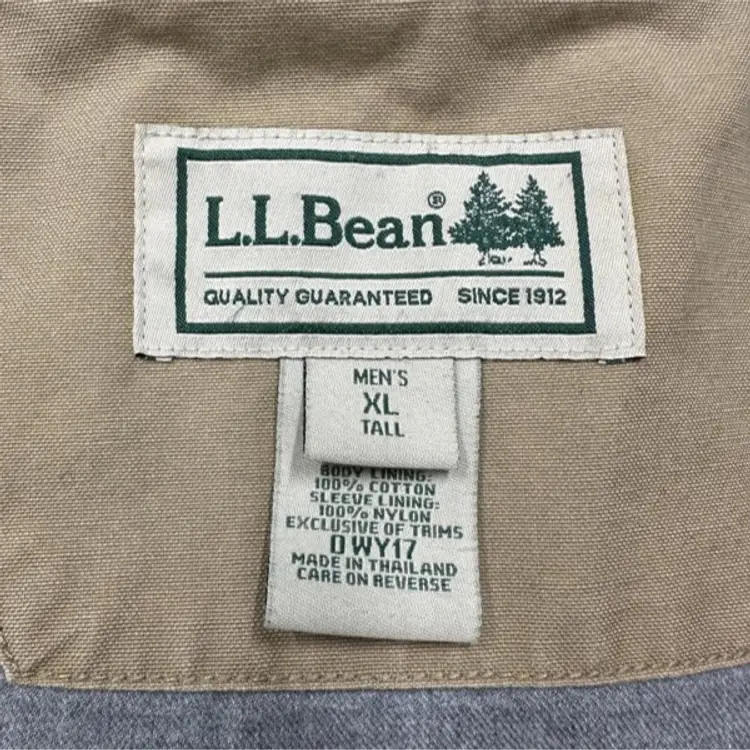 L.L.Bean®
QUALITY GUARANTEED SINCE 1912
MEN'S
XL
TALL
BODY LINING:
100% COTTON
SLEEVE LINING:
100% NYLON
EXCLUSIVE OF TRIMS
0 WY17
MADE IN THAILAND
CARE ON REVERSE